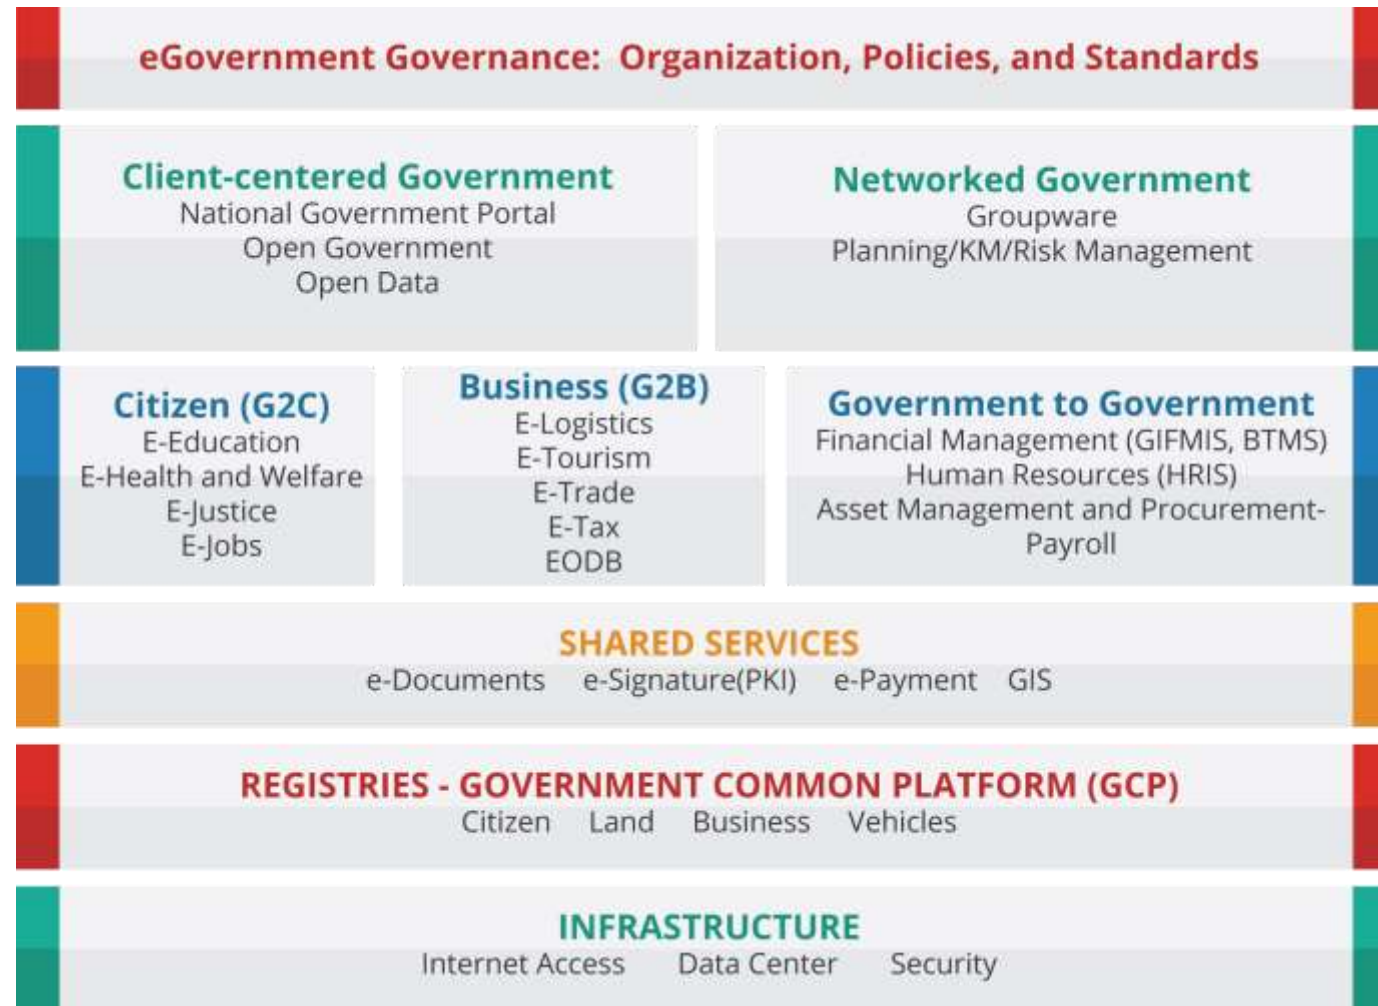 eGovernment Governance: Organization, Policies, and Standards
Client-centered Government
National Government Portal
Open Government
Open Data
Networked Government
Groupware
Planning/KM/Risk Management
Citizen (G2C)
E-Education
E-Health and Welfare
E-Justice
E-Jobs
Business (G2B)
E-Logistics
E-Tourism
E-Trade
E-Tax
EODB
Government to Government
Financial Management (GIFMIS, BTMS)
Human Resources (HRIS)
Asset Management and Procurement-
Payroll
SHARED SERVICES
e-Documents e-Signature(PKI) e-Payment GIS
REGISTRIES - GOVERNMENT COMMON PLATFORM (GCP)
Citizen Land Business Vehicles
INFRASTRUCTURE
Internet Access Data Center Security